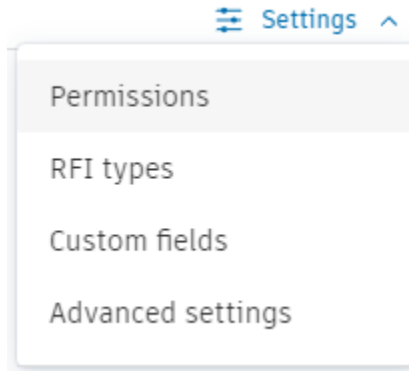 Settings
Permissions
RFI types
Custom fields
Advanced settings